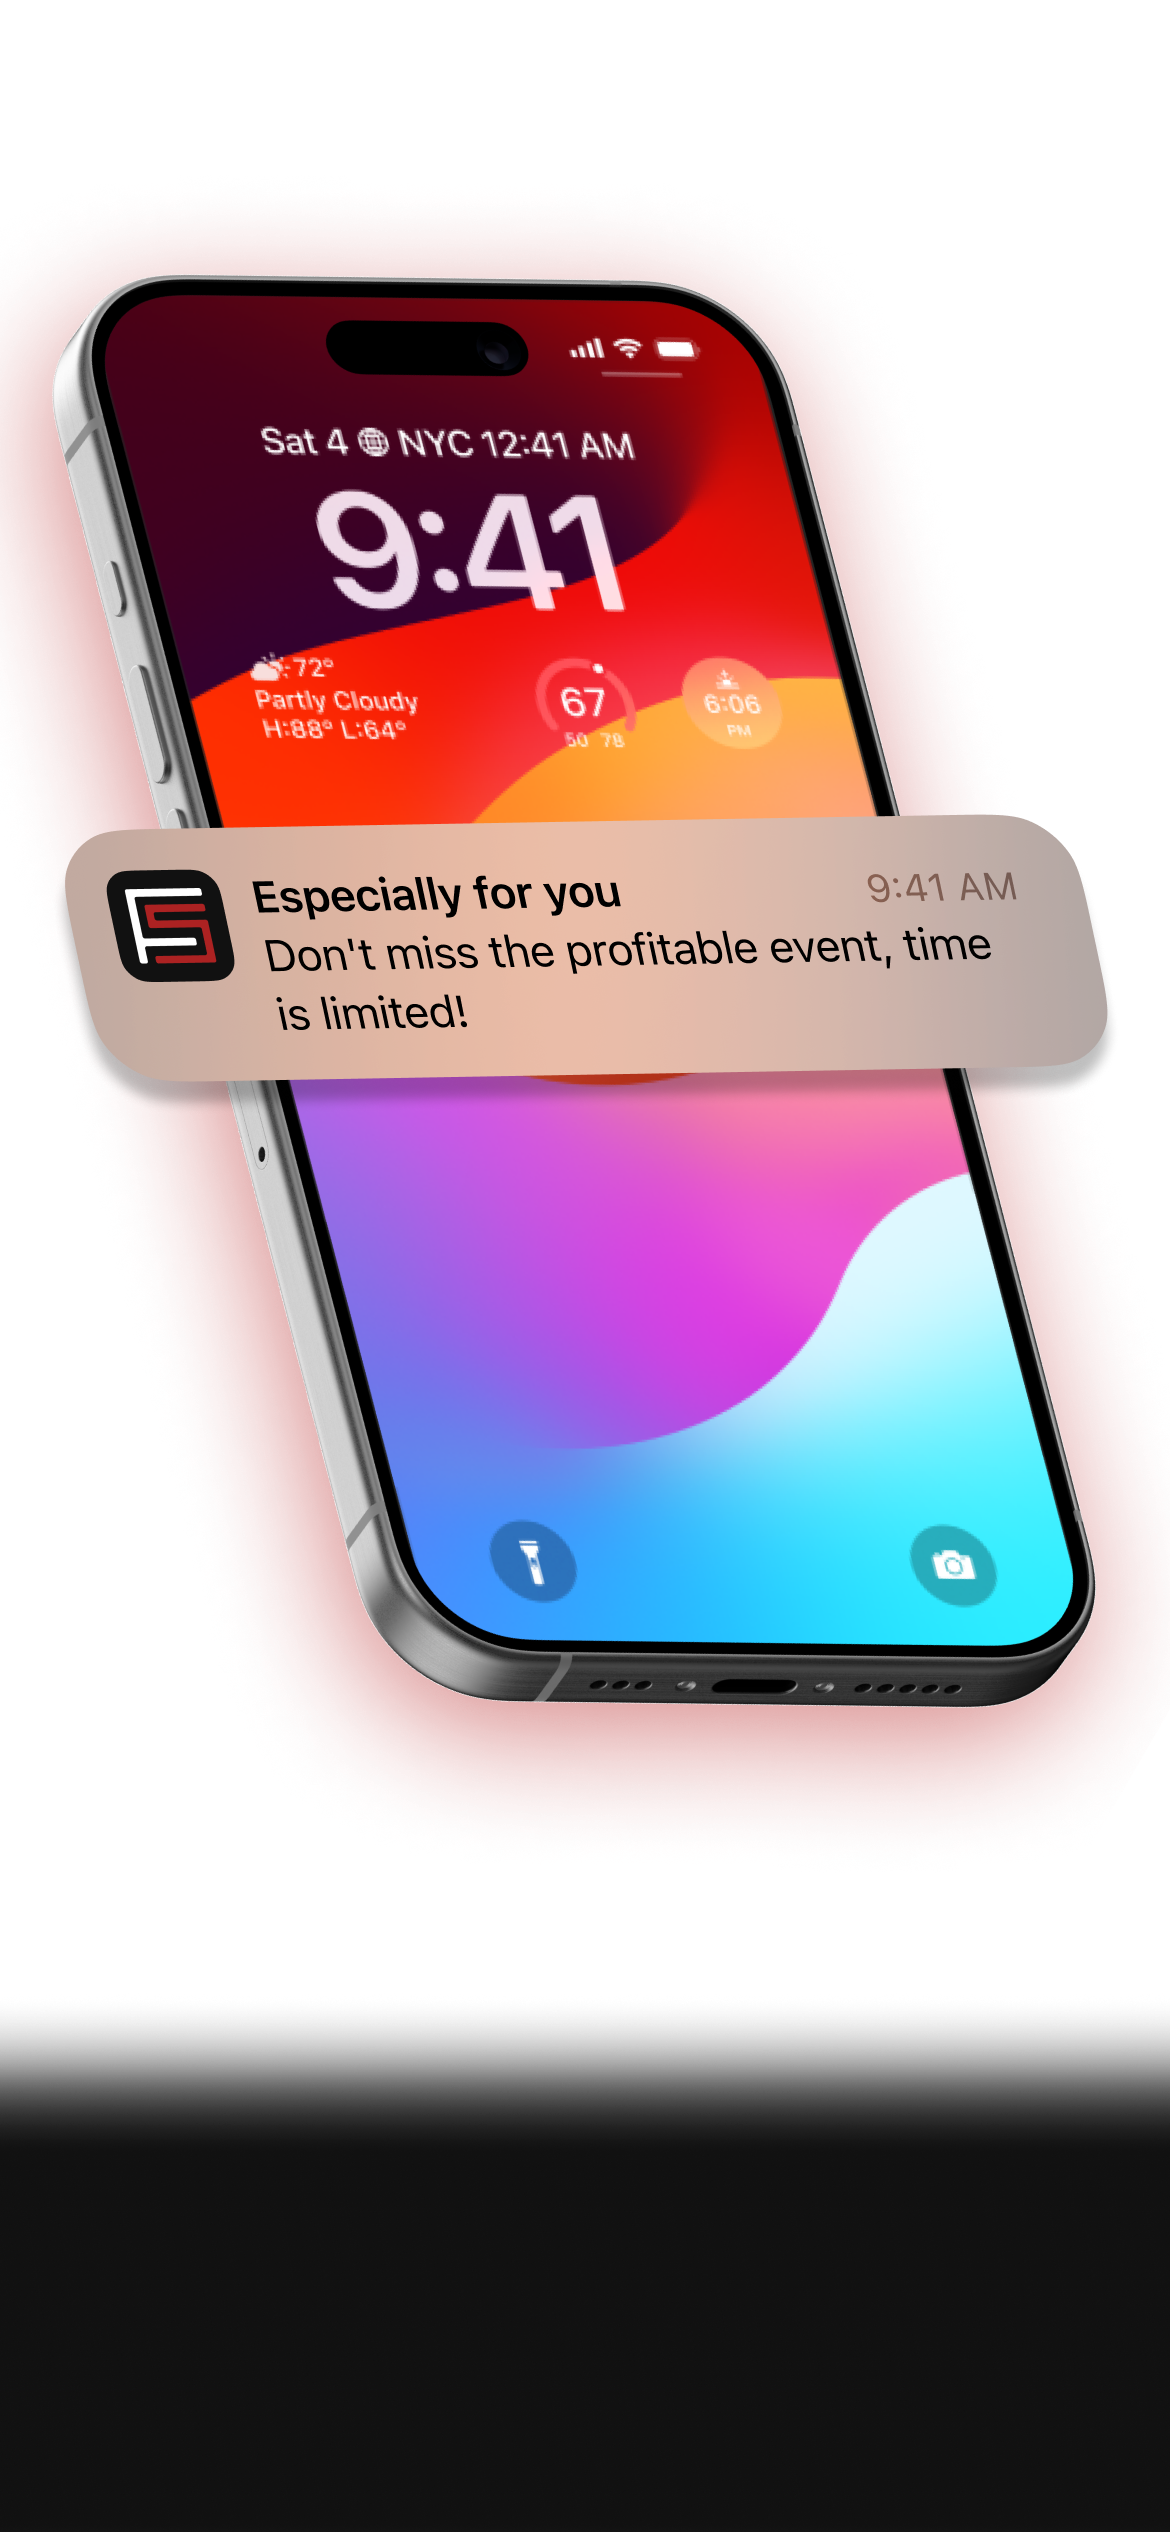 Sat 4 NYC 12:41 AM
9:41
72°
Partly Cloudy
H:88° L:64°
67
50 78
6:06
PM
Especially for you
9:41 AM
Don't miss the profitable event, time
is limited!